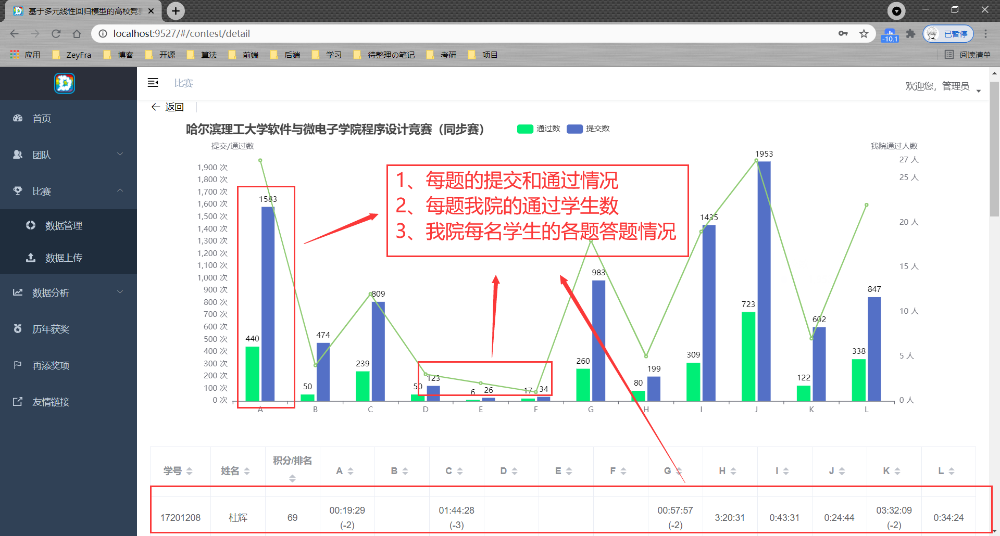 基于多元线性回归模型的高校竞赛
localhost:9527/#/contest/detail
-10.1
已暂停
应用 ZeyFra 博客 开源 算法 前端 后端 学习 待整理の笔记 考研 项目 阅读清单
比赛
欢迎您，管理员
首页
团队
比赛
数据管理
数据上传
数据分析
历年获奖
再添奖项
友情链接
返回
哈尔滨理工大学软件与微电子学院程序设计竞赛（同步赛）
通过数 提交数
提交/通过数
我院通过人数
1,900 次
1,800 次
1,700 次
1,600 次
1,500 次
1,400 次
1,300 次
1,200 次
1,100 次
1,000 次
900 次
800 次
700 次
600 次
500 次
400 次
300 次
200 次
100 次
0 次
27 人
25 人
20 人
15 人
10 人
5 人
0 人
1、每题的提交和通过情况
2、每题我院的通过学生数
3、我院每名学生的各题答题情况
440 1583
50 474
239 809
50 123
6 26
17 34
260 983
80 199
309 1435
723 1953
122 602
338 847
A B C D E F G H I J K L
学号 姓名 积分/排名 A B C D E F G H I J K L
17201208 杜辉 69 00:19:29 01:44:28 00:57:57 3:20:31 0:43:31 0:24:44 03:32:09 0:34:24
(-2) (-3) (-2) (-2)